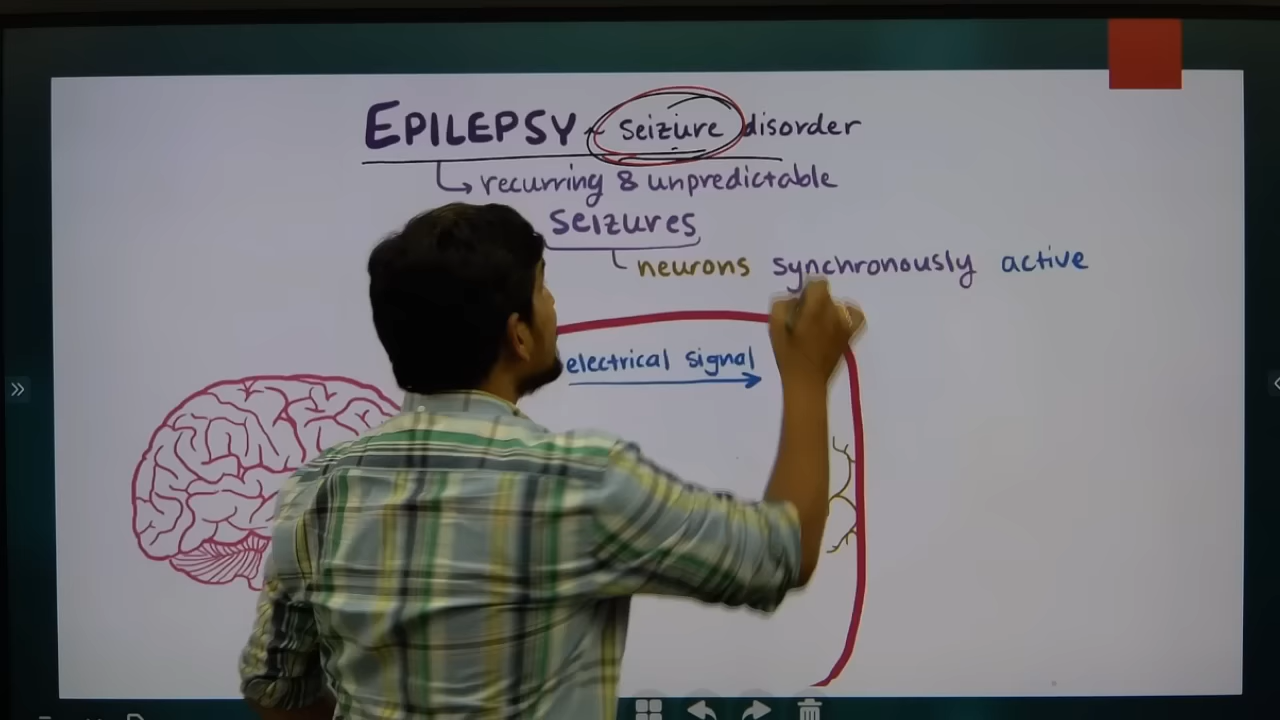 EPILEPSY - seizure disorder
recurring & unpredictable
seizures
neurons synchronously active
electrical signal